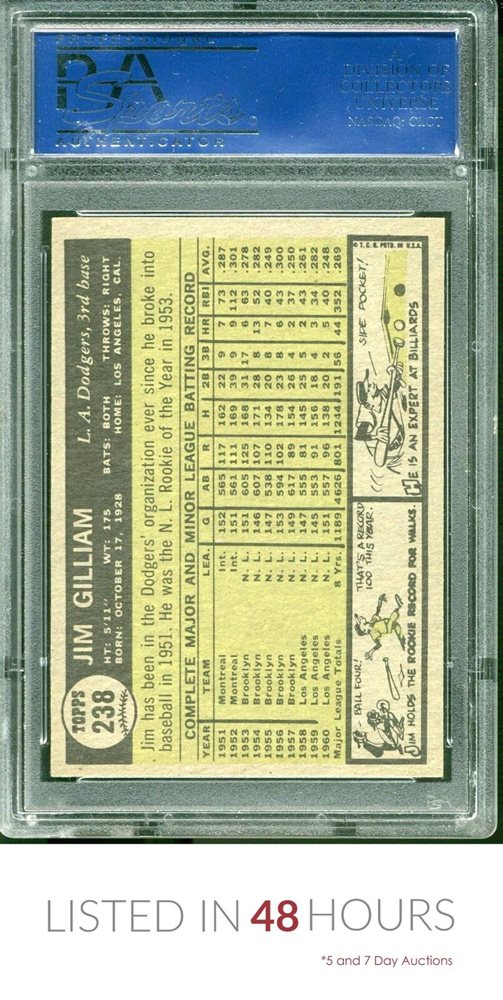 PROFESSIONAL
PSA
Sports
AUTHENTICATOR
A
DIVISION OF
COLLECTORS
UNIVERSE
NASDAQ: CLCT
TOPPS
238
JIM GILLIAM L. A. Dodgers, 3rd base
HT: 5'11" WT: 175 BATS: BOTH THROWS: RIGHT
BORN: OCTOBER 17, 1928 HOME: LOS ANGELES, CAL.
Jim has been in the Dodgers' organization ever since he broke into
baseball in 1951. He was the N. L. Rookie of the Year in 1953.
COMPLETE MAJOR AND MINOR LEAGUE BATTING RECORD
YEAR TEAM LEA. G AB R H 2B 3B HR RBI AVG.
1951 Montreal Int. 152 565 117 162 22 9 7 73 .287
1952 Montreal Int. 151 561 111 169 39 9 9 112 .301
1953 Brooklyn N. L. 151 605 125 168 31 17 6 63 .278
1954 Brooklyn N. L. 146 607 107 171 28 8 13 52 .282
1955 Brooklyn N. L. 147 538 110 134 20 8 7 40 .249
1956 Brooklyn N. L. 153 594 102 178 23 8 6 43 .300
1957 Brooklyn N. L. 149 617 89 154 26 4 2 37 .250
1958 Los Angeles N. L. 147 555 81 145 25 5 2 43 .261
1959 Los Angeles N. L. 145 553 91 156 18 4 3 34 .282
1960 Los Angeles N. L. 151 557 96 138 20 2 5 40 .248
Major League Totals 8 Yrs. 1189 4626 801 1244 191 56 44 352 .269
BALL FOUR!
THAT'S A RECORD
100 THIS YEAR!
JIM HOLDS THE ROOKIE RECORD FOR WALKS.
SIDE POCKET!
HE IS AN EXPERT AT BILLIARDS
© T. C. G. PRTD. IN U.S.A.
LISTED IN 48 HOURS
*5 and 7 Day Auctions